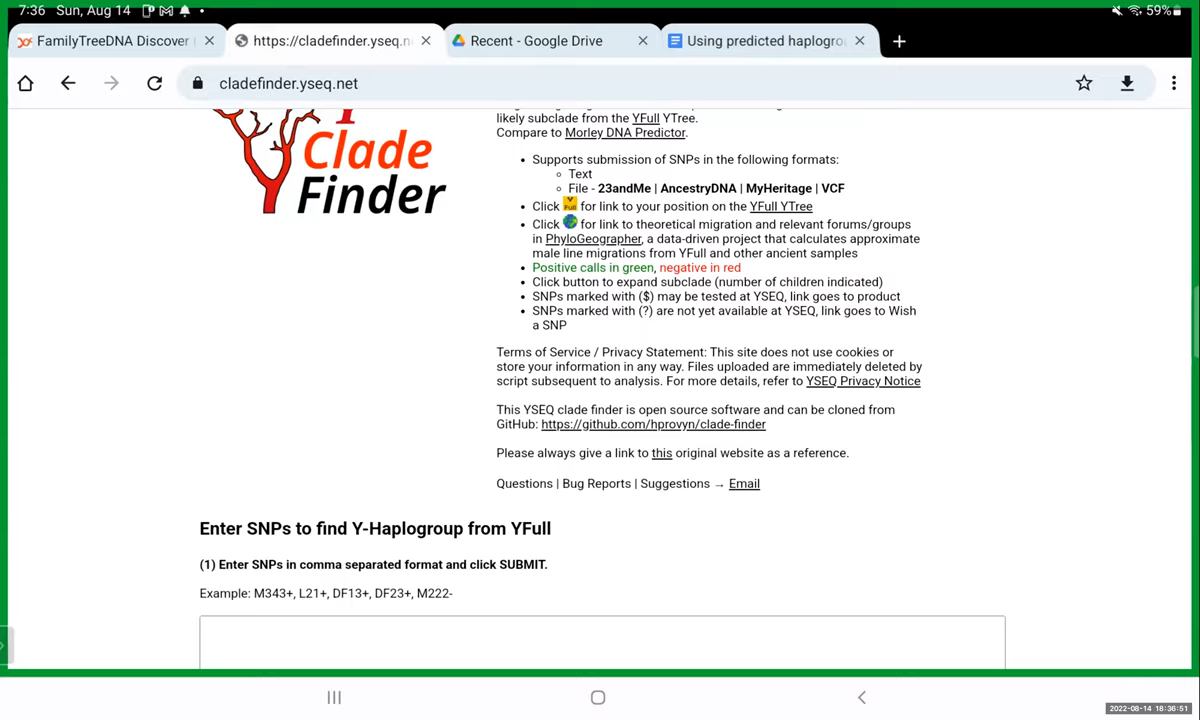 7:36 Sun, Aug 14 59%
FamilyTreeDNA Discover
https://cladefinder.yseq.n
Recent - Google Drive
Using predicted haplogro
cladefinder.yseq.net
Clade
Finder
likely subclade from the YFull YTree.
Compare to Morley DNA Predictor.
• Supports submission of SNPs in the following formats:
◦ Text
◦ File - 23andMe | AncestryDNA | MyHeritage | VCF
• Click for link to your position on the YFull YTree
• Click for link to theoretical migration and relevant forums/groups
in PhyloGeographer, a data-driven project that calculates approximate
male line migrations from YFull and other ancient samples
• Positive calls in green, negative in red
• Click button to expand subclade (number of children indicated)
• SNPs marked with ($) may be tested at YSEQ, link goes to product
• SNPs marked with (?) are not yet available at YSEQ, link goes to Wish
a SNP
Terms of Service / Privacy Statement: This site does not use cookies or
store your information in any way. Files uploaded are immediately deleted by
script subsequent to analysis. For more details, refer to YSEQ Privacy Notice
This YSEQ clade finder is open source software and can be cloned from
GitHub: https://github.com/hprovyn/clade-finder
Please always give a link to this original website as a reference.
Questions | Bug Reports | Suggestions → Email
Enter SNPs to find Y-Haplogroup from YFull
(1) Enter SNPs in comma separated format and click SUBMIT.
Example: M343+, L21+, DF13+, DF23+, M222-
2022-08-14 18:36:51